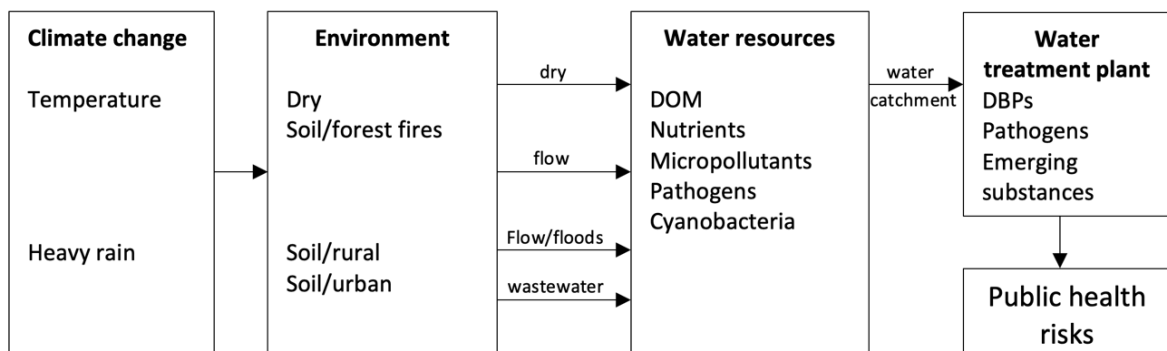 Climate change
Temperature
Heavy rain
Environment
Dry
Soil/forest fires
Soil/rural
Soil/urban
dry
flow
Flow/floods
wastewater
Water resources
DOM
Nutrients
Micropollutants
Pathogens
Cyanobacteria
water
catchment
Water
treatment plant
DBPs
Pathogens
Emerging
substances
Public health
risks